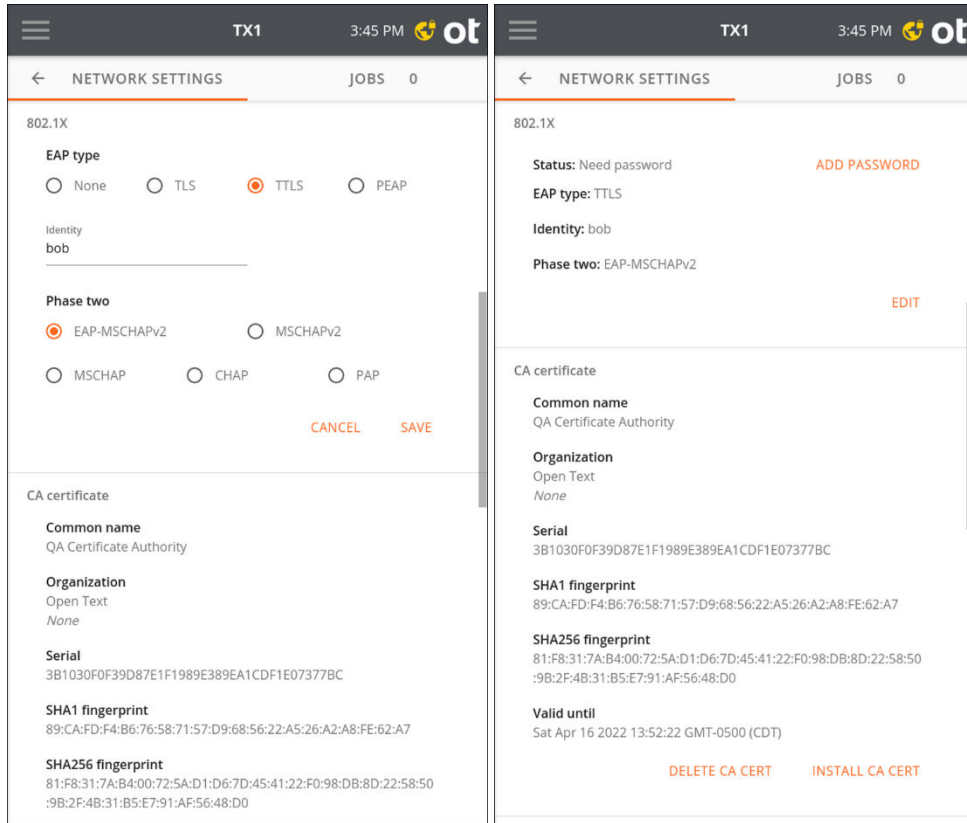 TX1
3:45 PM
ot
NETWORK SETTINGS
JOBS 0
802.1X
EAP type
None TLS TTLS PEAP
Identity
bob
Phase two
EAP-MSCHAPv2 MSCHAPv2
MSCHAP CHAP PAP
CANCEL SAVE
CA certificate
Common name
QA Certificate Authority
Organization
Open Text
None
Serial
3B1030F0F39D87E1F1989E389EA1CDF1E07377BC
SHA1 fingerprint
89:CA:FD:F4:B6:76:58:71:57:D9:68:56:22:A5:26:A2:A8:FE:62:A7
SHA256 fingerprint
81:F8:31:7A:B4:00:72:5A:D1:D6:7D:45:41:22:F0:98:DB:8D:22:58:50
:9B:2F:4B:31:B5:E7:91:AF:56:48:D0
TX1
3:45 PM
ot
NETWORK SETTINGS
JOBS 0
802.1X
Status: Need password ADD PASSWORD
EAP type: TTLS
Identity: bob
Phase two: EAP-MSCHAPv2
EDIT
CA certificate
Common name
QA Certificate Authority
Organization
Open Text
None
Serial
3B1030F0F39D87E1F1989E389EA1CDF1E07377BC
SHA1 fingerprint
89:CA:FD:F4:B6:76:58:71:57:D9:68:56:22:A5:26:A2:A8:FE:62:A7
SHA256 fingerprint
81:F8:31:7A:B4:00:72:5A:D1:D6:7D:45:41:22:F0:98:DB:8D:22:58:50
:9B:2F:4B:31:B5:E7:91:AF:56:48:D0
Valid until
Sat Apr 16 2022 13:52:22 GMT-0500 (CDT)
DELETE CA CERT INSTALL CA CERT